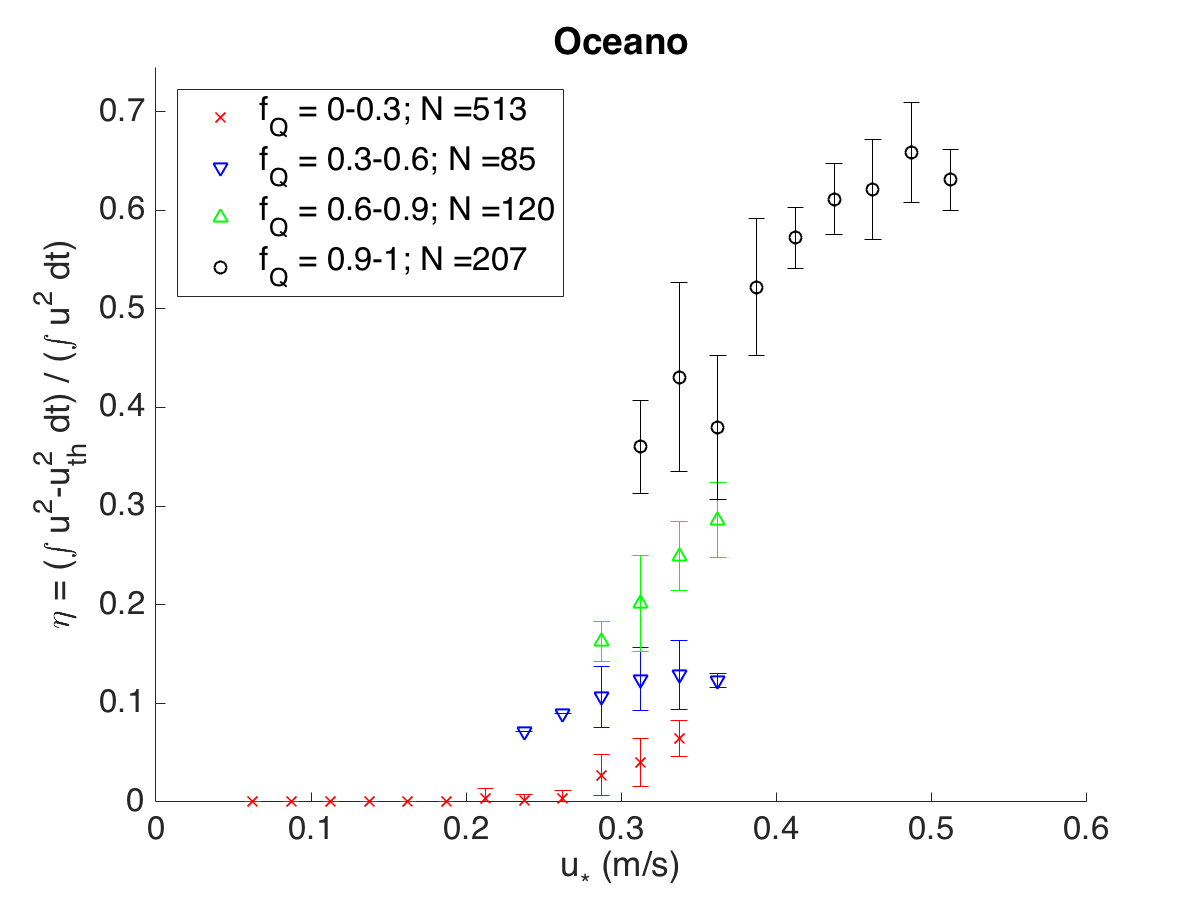 Oceano
f_Q = 0-0.3; N =513
f_Q = 0.3-0.6; N =85
f_Q = 0.6-0.9; N =120
f_Q = 0.9-1; N =207
η = (∫ u² -u_th² dt) / (∫ u² dt)
0.7
0.6
0.5
0.4
0.3
0.2
0.1
0
0 0.1 0.2 0.3 0.4 0.5 0.6
u_* (m/s)